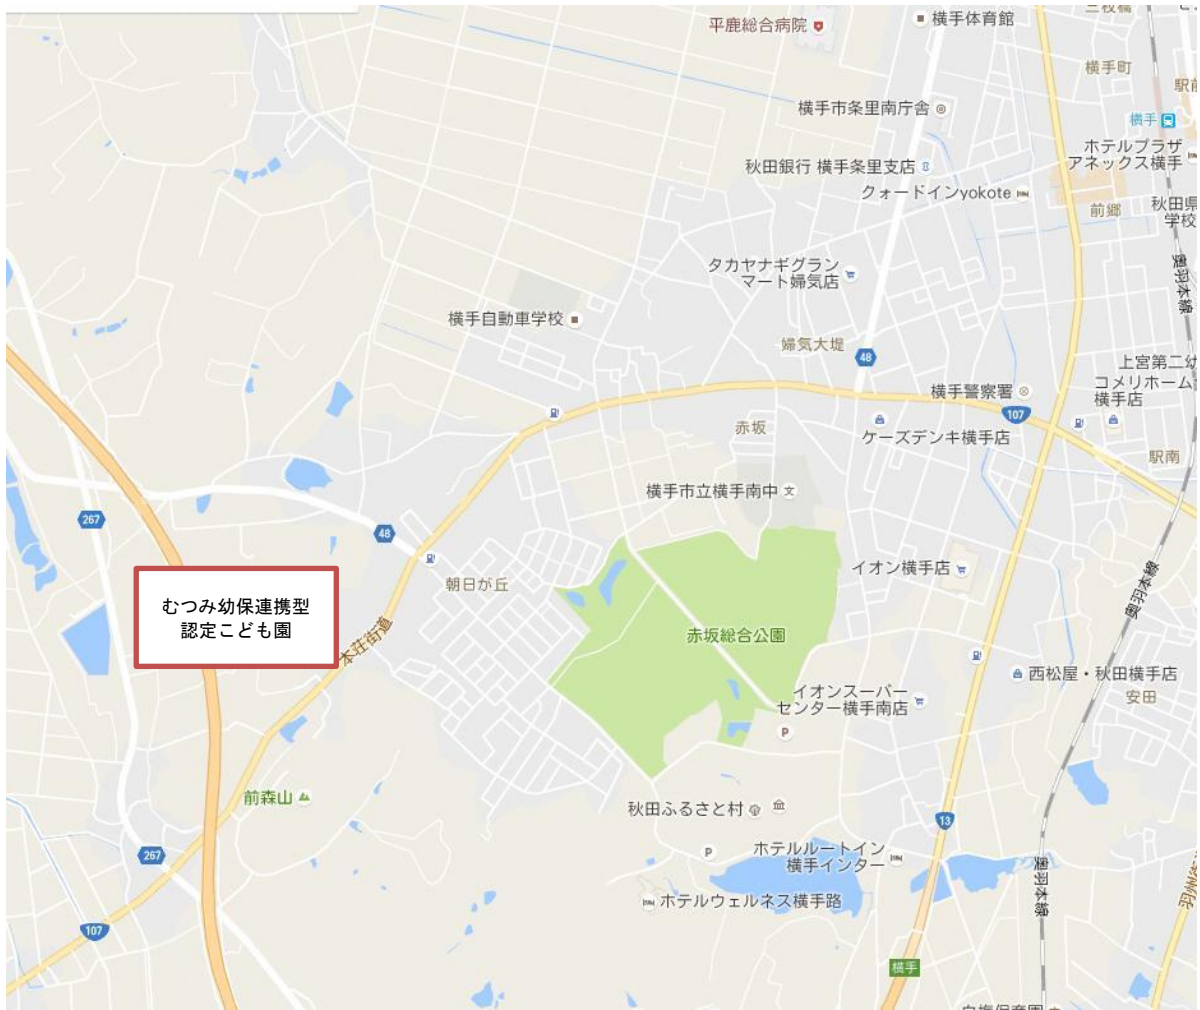 平鹿総合病院
横手体育館
三枚橋
横手町
駅前
横手市条里南庁舎
横手
ホテルプラザ
アネックス横手
秋田銀行 横手条里支店
クォードインyokote
前郷
秋田県
学校
奥羽本線
タカヤナギグラン
マート婦気店
横手自動車学校
婦気大堤
48
上宮第二幼
コメリホーム
横手店
横手警察署
107
赤坂
ケーズデンキ横手店
駅南
横手市立横手南中
文
267
48
イオン横手店
朝日が丘
奥羽本線
むつみ幼保連携型
認定こども園
本荘街道
赤坂総合公園
西松屋・秋田横手店
安田
イオンスーパー
センター横手南店
P
前森山
秋田ふるさと村
13
267
P
ホテルルートイン
横手インター
奥羽本線
羽州街
ホテルウェルネス横手路
107
横手